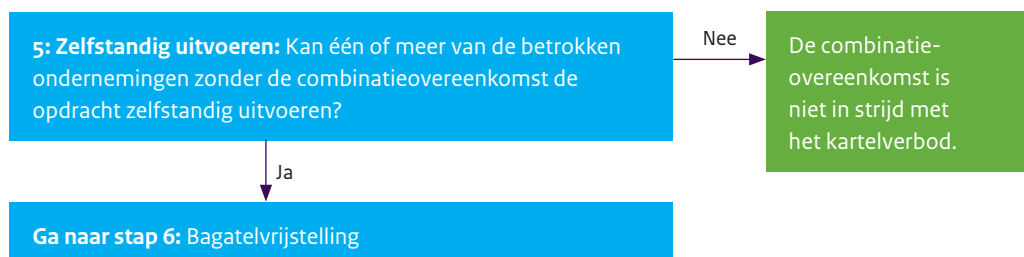 5: Zelfstandig uitvoeren: Kan één of meer van de betrokken
ondernemingen zonder de combinatieovereenkomst de
opdracht zelfstandig uitvoeren?
Nee
De combinatie-
overeenkomst is
niet in strijd met
het kartelverbod.
Ja
Ga naar stap 6: Bagatelvrijstelling